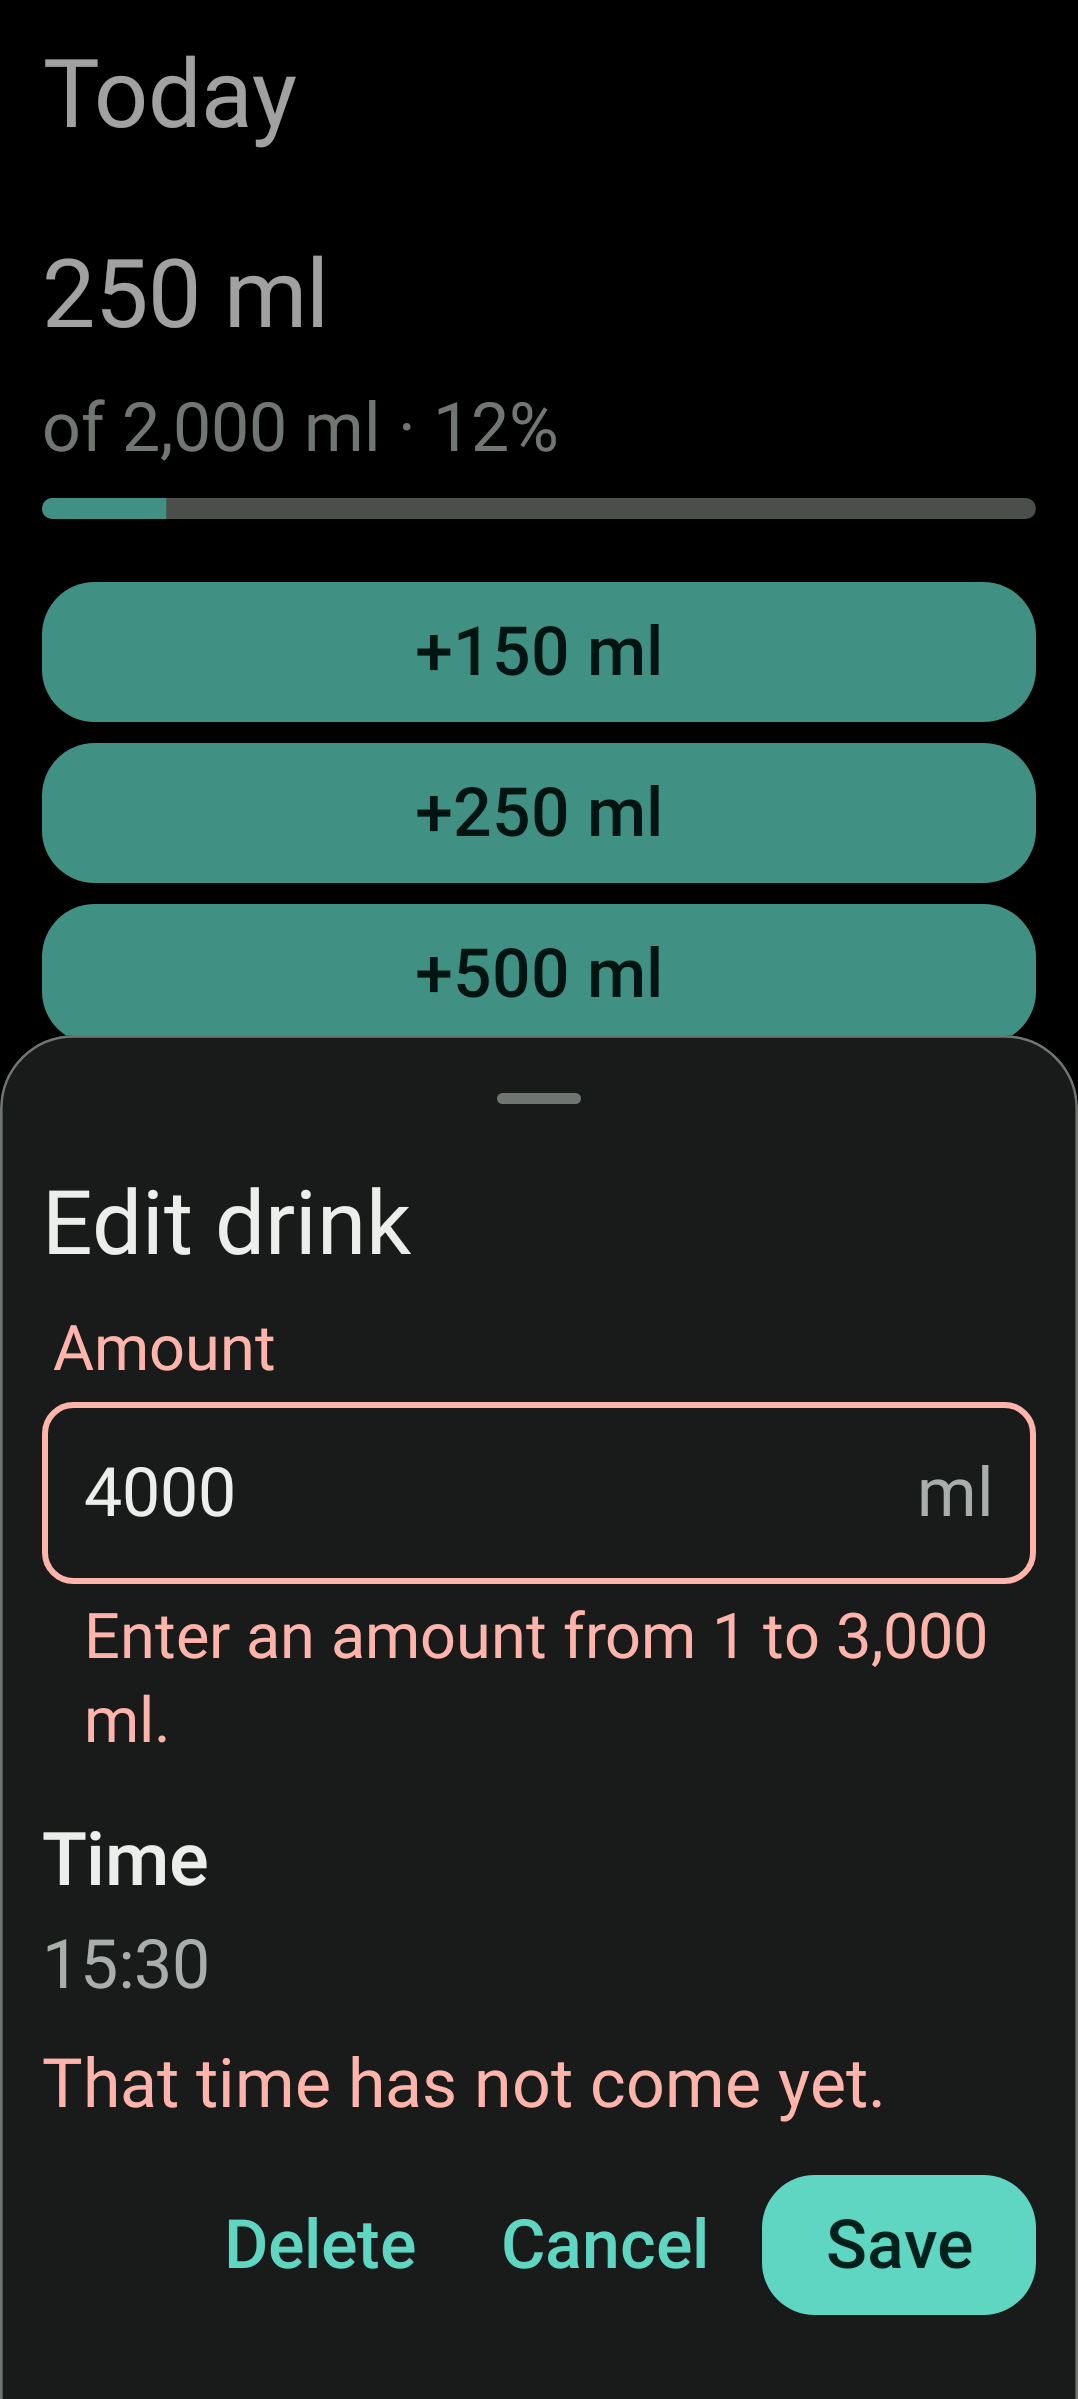 Today
250 ml
of 2,000 ml · 12%
+150 ml
+250 ml
+500 ml
Edit drink
Amount
4000 ml
Enter an amount from 1 to 3,000
ml.
Time
15:30
That time has not come yet.
Delete Cancel Save